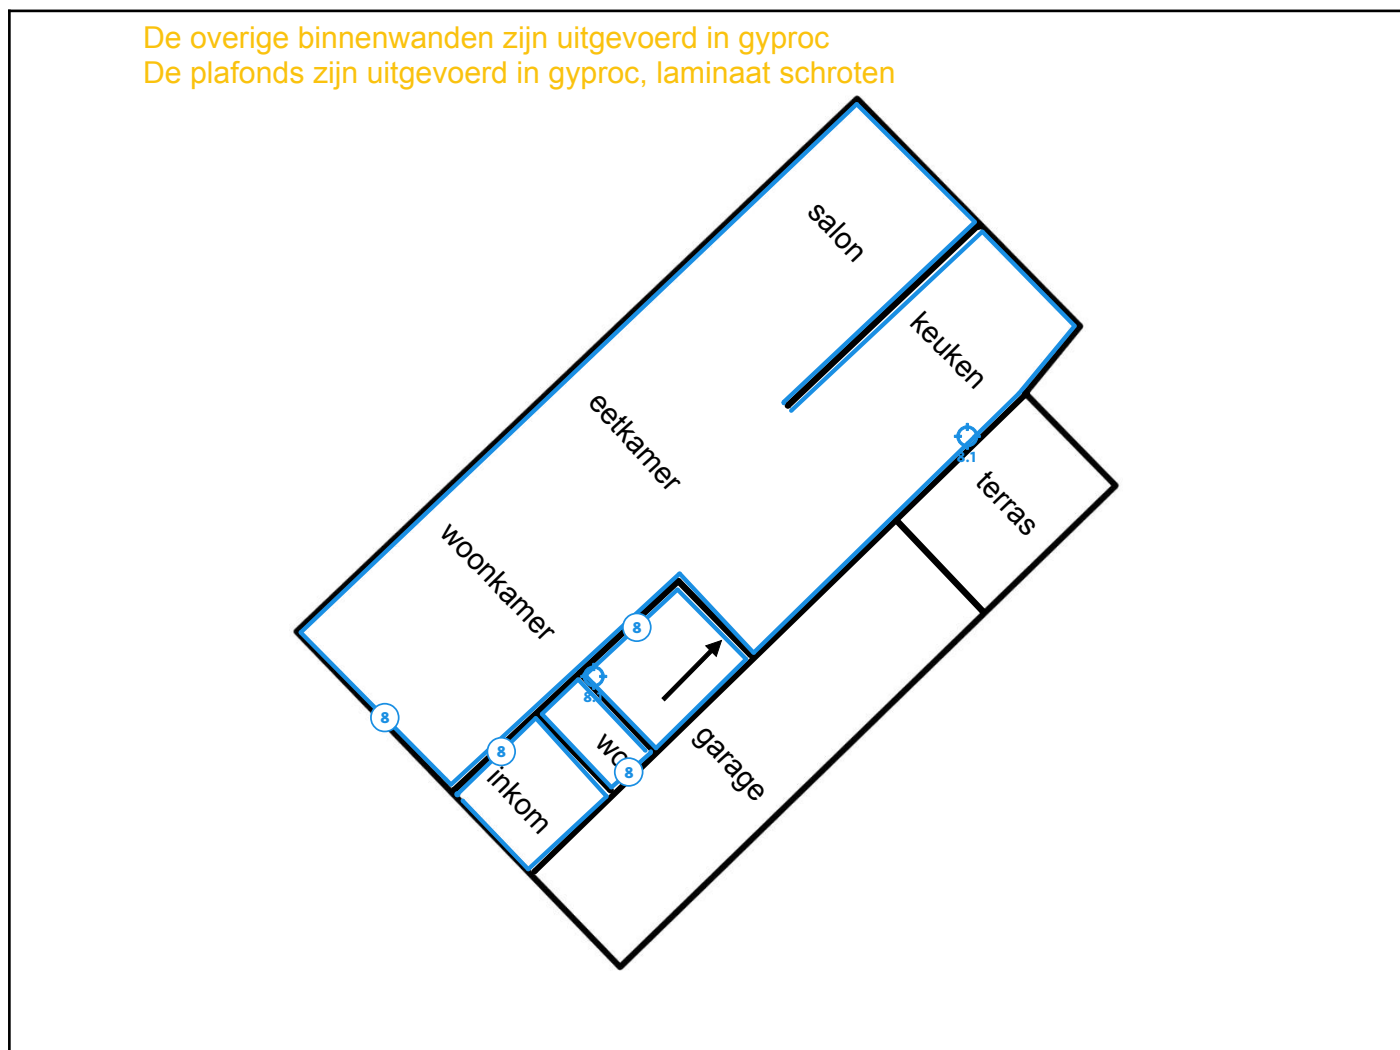 De overige binnenwanden zijn uitgevoerd in gyproc
De plafonds zijn uitgevoerd in gyproc, laminaat schroten
salon
keuken
eetkamer
8.1
terras
woonkamer
8
8
8
8
inkom
garage